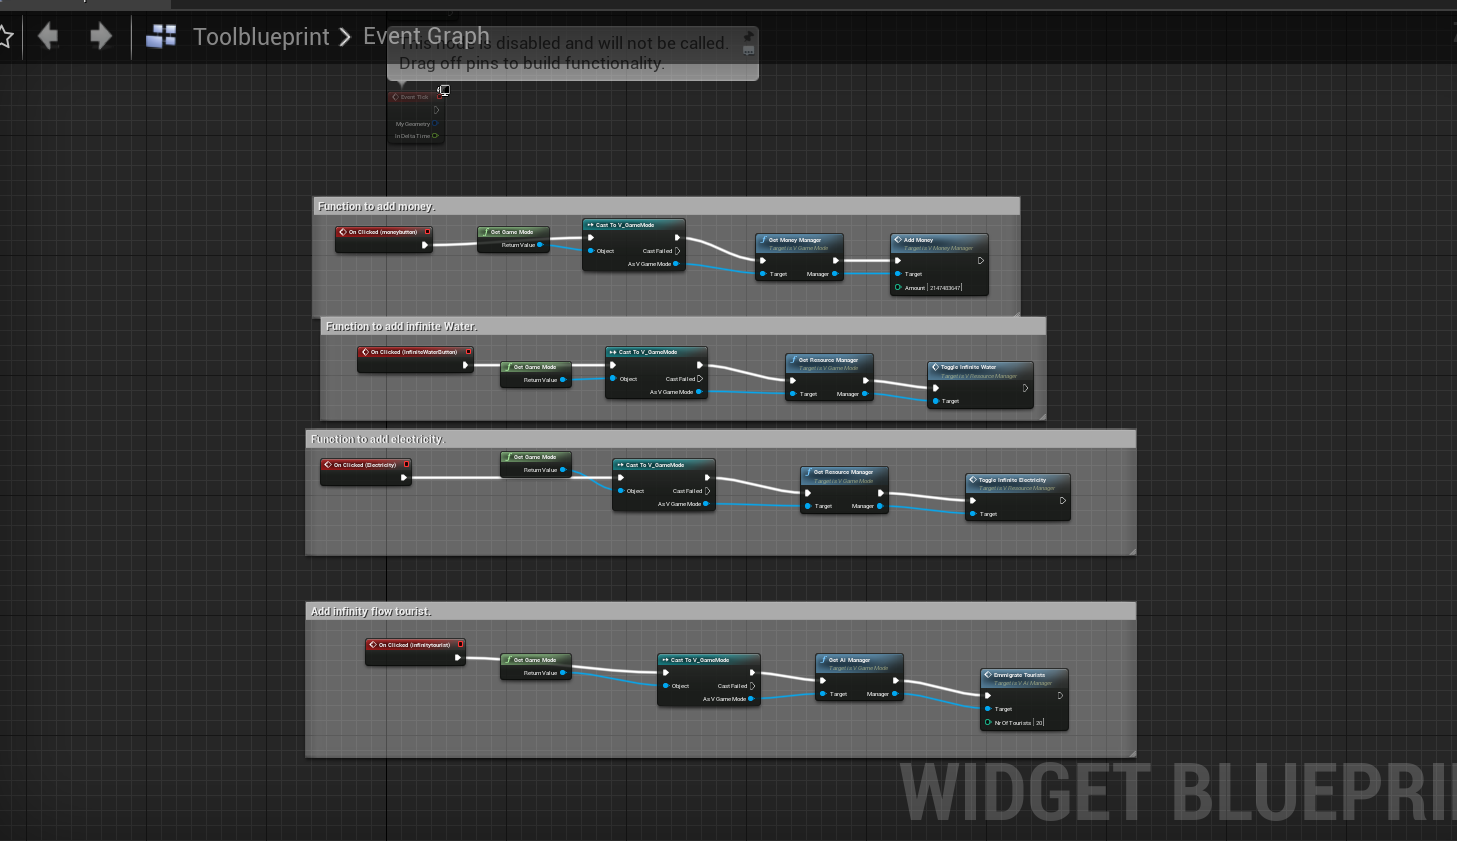 Toolblueprint > Event Graph
This node is disabled and will not be called.
Drag off pins to build functionality.
Event Tick
My Geometry
In Delta Time
Function to add money.
On Clicked (moneybutton)
Get Game Mode
Return Value
Cast To V_GameMode
Object
Cast Failed
As V Game Mode
Get Money Manager
Target is V Game Mode
Target
Manager
Add Money
Target is V Money Manager
Target
Amount 2147483647
Function to add infinite Water.
On Clicked (InfiniteWaterButton)
Get Game Mode
Return Value
Cast To V_GameMode
Object
Cast Failed
As V Game Mode
Get Resource Manager
Target is V Game Mode
Target
Manager
Toggle Infinite Water
Target is V Resource Manager
Target
Function to add electricity.
On Clicked (Electricity)
Get Game Mode
Return Value
Cast To V_GameMode
Object
Cast Failed
As V Game Mode
Get Resource Manager
Target is V Game Mode
Target
Manager
Toggle Infinite Electricity
Target is V Resource Manager
Target
Add infinity flow tourist.
On Clicked (infinitytourist)
Get Game Mode
Return Value
Cast To V_GameMode
Object
Cast Failed
As V Game Mode
Get Ai Manager
Target is V Game Mode
Target
Manager
Emmigrate Tourists
Target is V Ai Manager
Target
Nr Of Tourists 20
WIDGET BLUEPRI